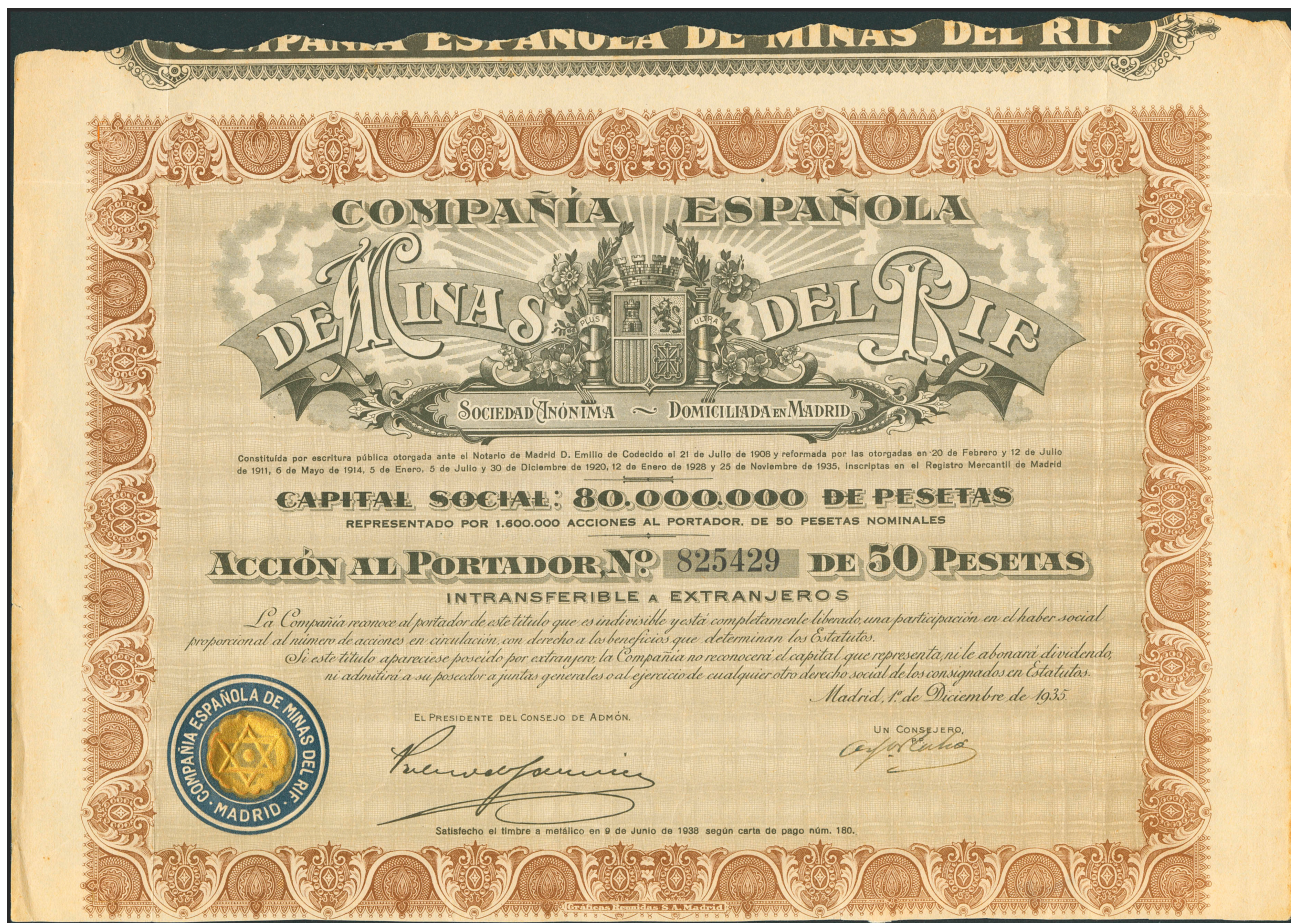 COMPAÑIA ESPAÑOLA DE MINAS DEL RIF
COMPAÑÍA ESPAÑOLA
DE MINAS DEL RIF
PLUS ULTRA
SOCIEDAD ANÓNIMA ~ DOMICILIADA EN MADRID
Constituída por escritura pública otorgada ante el Notario de Madrid D. Emilio de Codecido el 21 de Julio de 1908 y reformada por las otorgadas en 20 de Febrero y 12 de Julio
de 1911, 6 de Mayo de 1914, 5 de Enero, 5 de Julio y 30 de Diciembre de 1920, 12 de Enero de 1928 y 25 de Noviembre de 1935, inscriptas en el Registro Mercantil de Madrid
CAPITAL SOCIAL: 80.000.000 DE PESETAS
REPRESENTADO POR 1.600.000 ACCIONES AL PORTADOR, DE 50 PESETAS NOMINALES
ACCIÓN AL PORTADOR, Nº 825429 DE 50 PESETAS
INTRANSFERIBLE A EXTRANJEROS
La Compañía reconoce al portador de este título que es indivisible y está completamente liberado, una participación en el haber social
proporcional al número de acciones en circulación, con derecho a los beneficios que determinan los Estatutos.
Si este título apareciese poseído por extranjero, la Compañía no reconocerá el capital que representa, ni le abonará dividendo,
ni admitirá a su poseedor a juntas generales o al ejercicio de cualquier otro derecho social de los consignados en Estatutos.
Madrid, 1º de Diciembre de 1935
EL PRESIDENTE DEL CONSEJO DE ADMÓN.
UN CONSEJERO,
P.P.
COMPAÑIA ESPAÑOLA DE MINAS DEL RIF · MADRID ·
Satisfecho el timbre a metálico en 9 de Junio de 1938 según carta de pago núm. 180.
Gráficas Reunidas S.A. Madrid